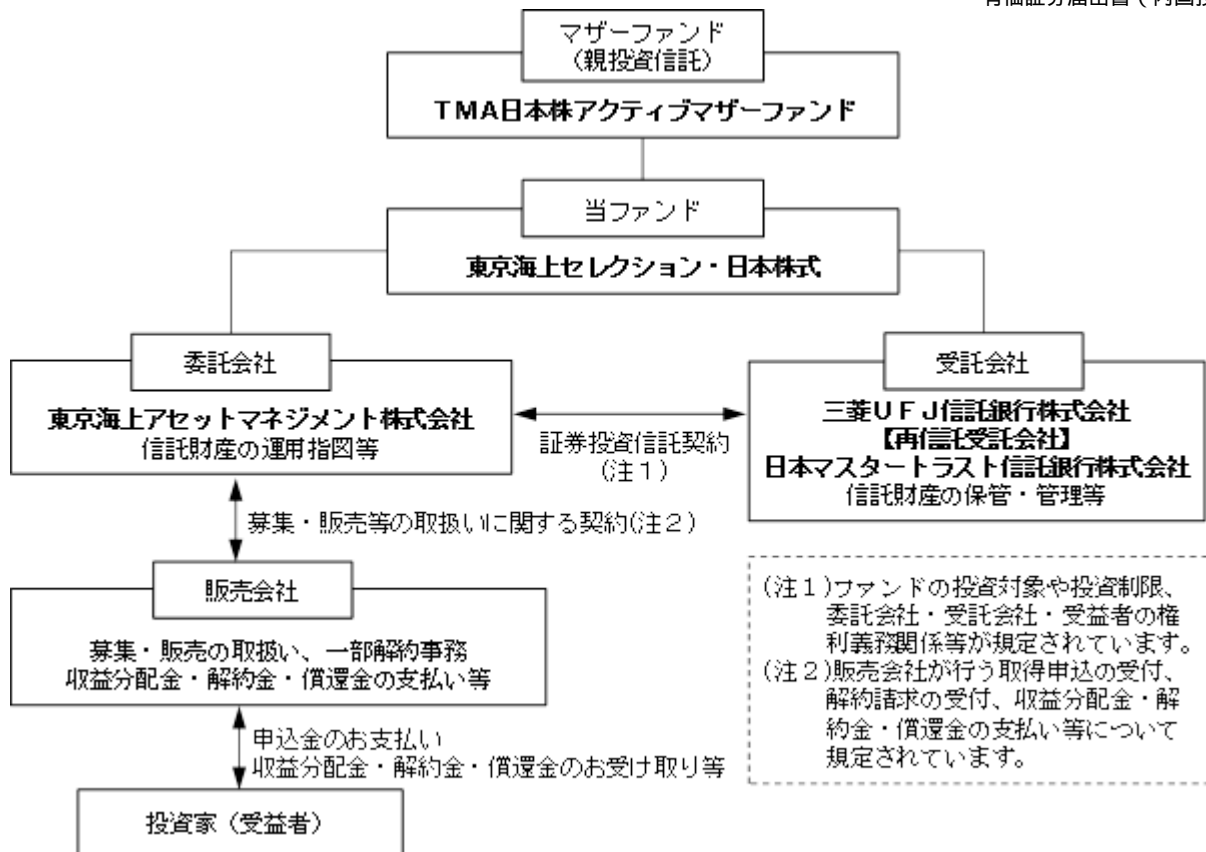 マザーファンド
(親投資信託)
TMA日本株アクティブマザーファンド
当ファンド
東京海上セレクション・日本株式
委託会社
東京海上アセットマネジメント株式会社
信託財産の運用指図等
証券投資信託契約
(注1)
受託会社
三菱UFJ信託銀行株式会社
【再信託受託会社】
日本マスタートラスト信託銀行株式会社
信託財産の保管・管理等
募集・販売等の取扱いに関する契約(注2)
販売会社
募集・販売の取扱い、一部解約事務
収益分配金・解約金・償還金の支払い等
(注1)ファンドの投資対象や投資制限、
委託会社・受託会社・受益者の権
利義務関係等が規定されています。
(注2)販売会社が行う取得申込の受付、
解約請求の受付、収益分配金・解
約金・償還金の支払い等について
規定されています。
申込金のお支払い
収益分配金・解約金・償還金のお受け取り等
投資家(受益者)